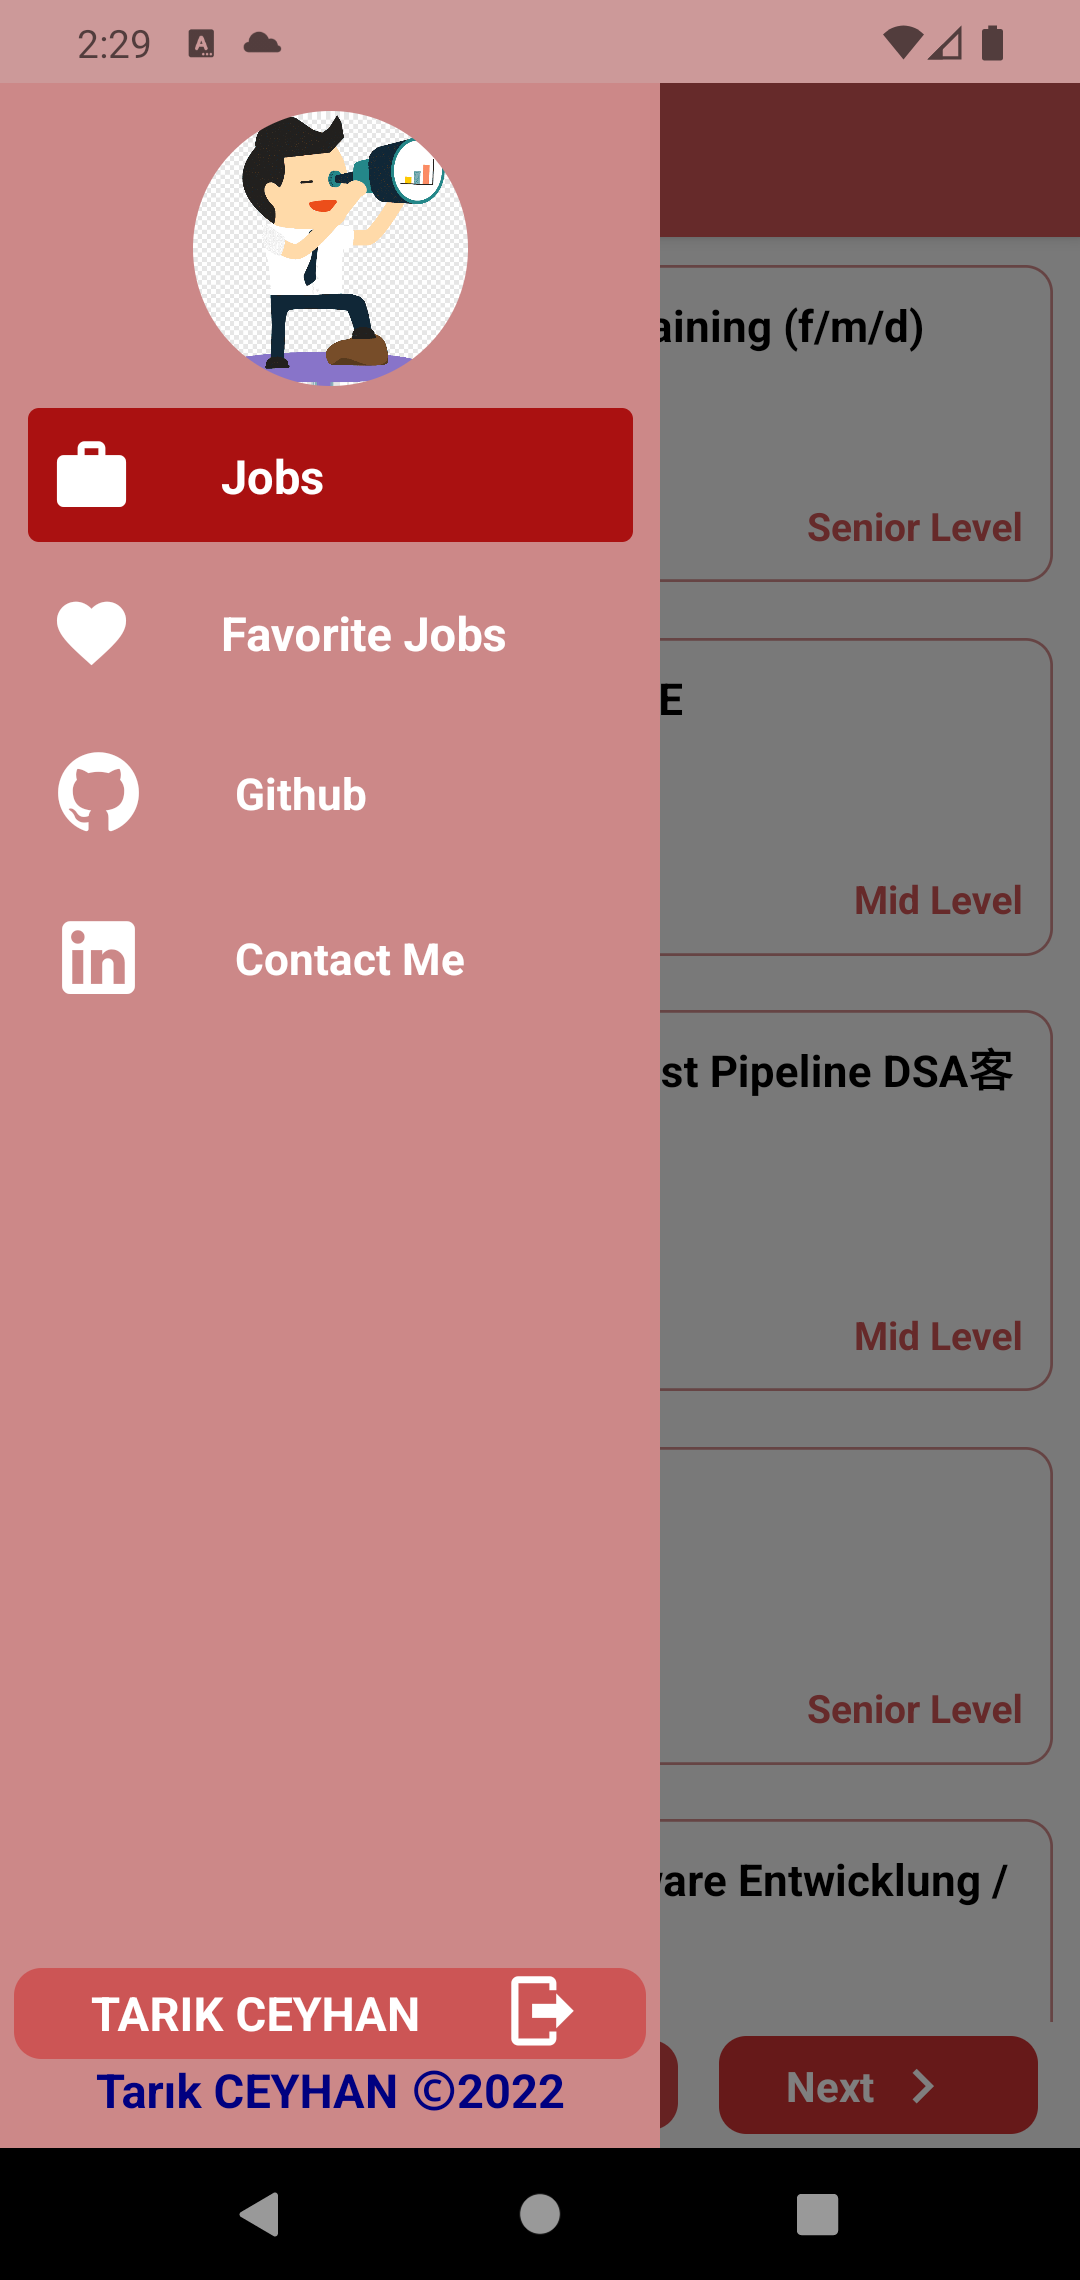 2:29
aining (f/m/d)
Jobs
Senior Level
Favorite Jobs
E
Github
Mid Level
Contact Me
st Pipeline DSA客
Mid Level
Senior Level
are Entwicklung /
TARIK CEYHAN
Tarık CEYHAN ©2022
Next